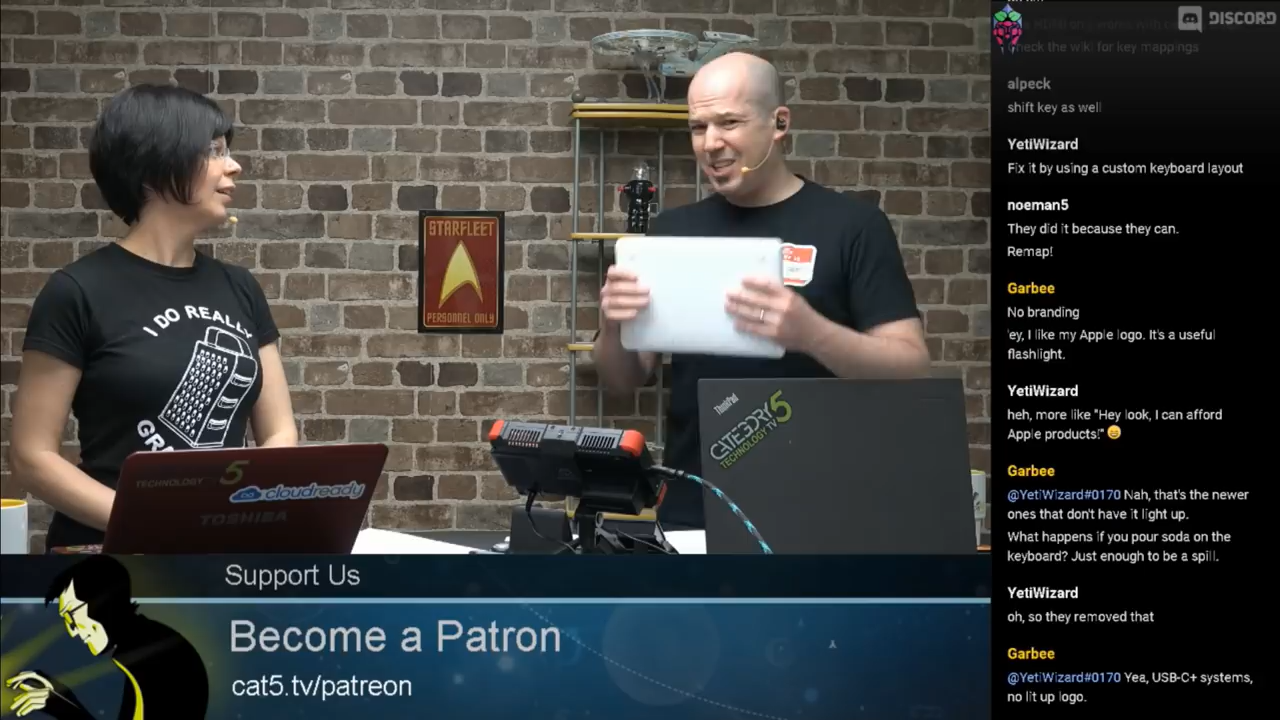 STARFLEET
PERSONNEL ONLY
I DO REALLY
GR
ThinkPad
CATEGORY5
TECHNOLOGY TV
TECHNOLOGY 5
cloudready
TOSHIBA
Support Us
Become a Patron
cat5.tv/patreon
DISCORD
check the wiki for key mappings
alpeck
shift key as well
YetiWizard
Fix it by using a custom keyboard layout
noeman5
They did it because they can.
Remap!
Garbee
No branding
'ey, I like my Apple logo. It's a useful
flashlight.
YetiWizard
heh, more like "Hey look, I can afford
Apple products!" 😄
Garbee
@YetiWizard#0170 Nah, that's the newer
ones that don't have it light up.
What happens if you pour soda on the
keyboard? Just enough to be a spill.
YetiWizard
oh, so they removed that
Garbee
@YetiWizard#0170 Yea, USB-C+ systems,
no lit up logo.